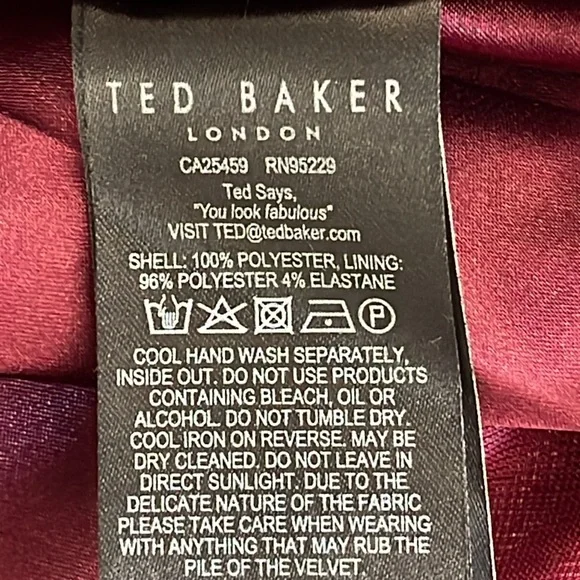 TED BAKER
LONDON
CA25459 RN95229
Ted Says,
"You look fabulous"
VISIT TED@tedbaker.com
SHELL: 100% POLYESTER, LINING:
96% POLYESTER 4% ELASTANE
P
COOL HAND WASH SEPARATELY,
INSIDE OUT. DO NOT USE PRODUCTS
CONTAINING BLEACH, OIL OR
ALCOHOL. DO NOT TUMBLE DRY.
COOL IRON ON REVERSE. MAY BE
DRY CLEANED. DO NOT LEAVE IN
DIRECT SUNLIGHT. DUE TO THE
DELICATE NATURE OF THE FABRIC
PLEASE TAKE CARE WHEN WEARING
WITH ANYTHING THAT MAY RUB THE
PILE OF THE VELVET.